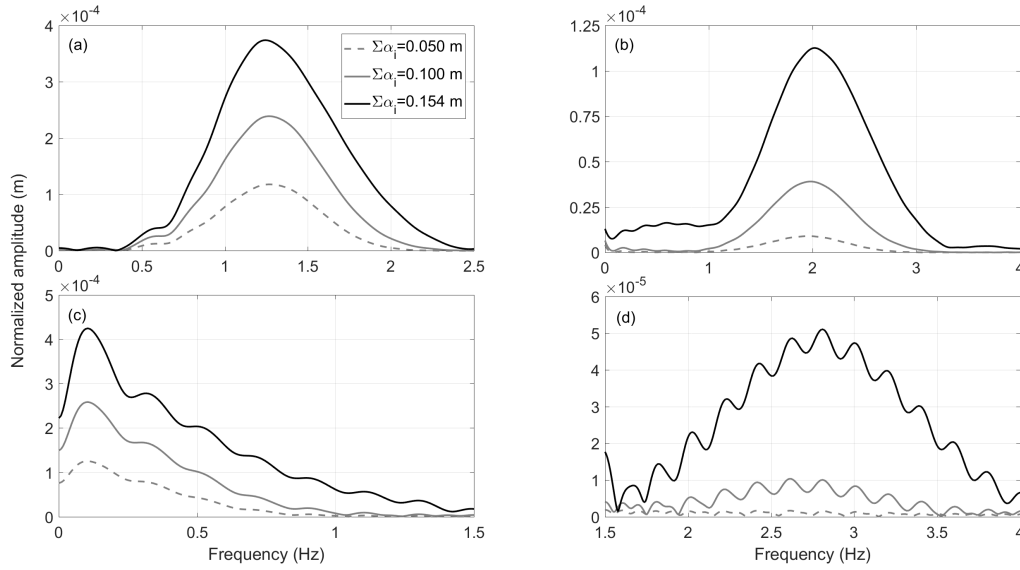 ×10⁻⁴
(a)
Σαᵢ=0.050 m
Σαᵢ=0.100 m
Σαᵢ=0.154 m
4
3
2
1
0
0 0.5 1 1.5 2 2.5
×10⁻⁴
(b)
1.25
1
0.75
0.5
0.25
0
0 1 2 3 4
Normalized amplitude (m)
×10⁻⁴
(c)
5
4
3
2
1
0
0 0.5 1 1.5
Frequency (Hz)
×10⁻⁵
(d)
6
5
4
3
2
1
0
1.5 2 2.5 3 3.5 4
Frequency (Hz)